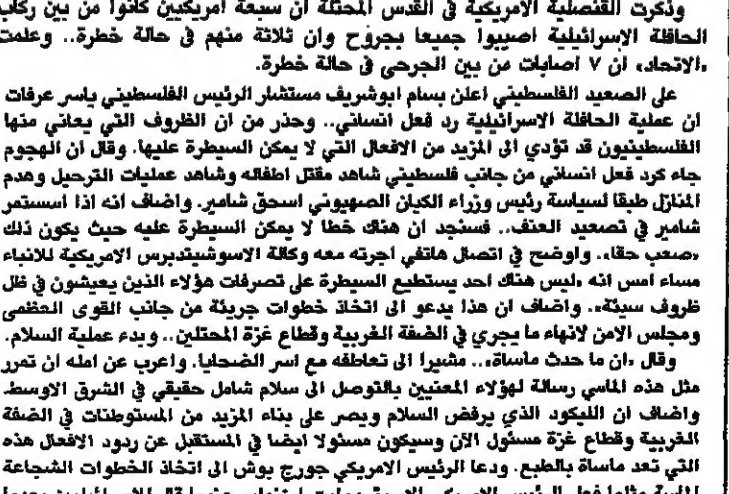 وذكرت القنصلية الامريكية في القدس المحتلة ان سبعة امريكيين كانوا من بين ركاب
الحافلة الاسرائيلية اصيبوا جميعا بجروح وان ثلاثة منهم في حالة خطرة.. وعلمت
«الاتحاد» ان ٧ اصابات من بين الجرحى في حالة خطرة.
على الصعيد الفلسطيني اعلن بسام ابوشريف مستشار الرئيس الفلسطيني ياسر عرفات
ان عملية الحافلة الاسرائيلية رد فعل انساني.. وحذر من ان الظروف التي يعاني منها
الفلسطينيون قد تؤدي الى المزيد من الافعال التي لا يمكن السيطرة عليها. وقال ان الهجوم
جاء كرد فعل انساني من جانب فلسطيني شاهد مقتل اطفاله وشاهد عمليات الترحيل وهدم
المنازل طبقا لسياسة رئيس وزراء الكيان الصهيوني اسحق شامير. واضاف انه اذا استمر
شامير في تصعيد العنف.. فسنجد ان هناك خطا لا يمكن السيطرة عليه حيث يكون ذلك
«صعب حقا». واوضح في اتصال هاتفي اجرته معه وكالة الاسوشيتدبرس الامريكية للانباء
مساء امس انه «ليس هناك احد يستطيع السيطرة على تصرفات هؤلاء الذين يعيشون في ظل
ظروف سيئة». واضاف ان هذا يدعو الى اتخاذ خطوات جريئة من جانب القوى العظمى
ومجلس الامن لانهاء ما يجري في الضفة الغربية وقطاع غزة المحتلين.. وبدء عملية السلام.
وقال «ان ما حدث ماساة».. مشيرا الى تعاطفه مع اسر الضحايا. واعرب عن امله ان تمرر
مثل هذه المآسي رسالة لهؤلاء المعنيين بالتوصل الى سلام شامل حقيقي في الشرق الاوسط.
واضاف ان الليكود الذي يرفض السلام ويصر على بناء المزيد من المستوطنات في الضفة
الغربية وقطاع غزة مسئول الآن وسيكون مسئولا ايضا في المستقبل عن ردود الافعال هذه
التي تعد ماساة بالطبع. ودعا الرئيس الامريكي جورج بوش الى اتخاذ الخطوات الشجاعة